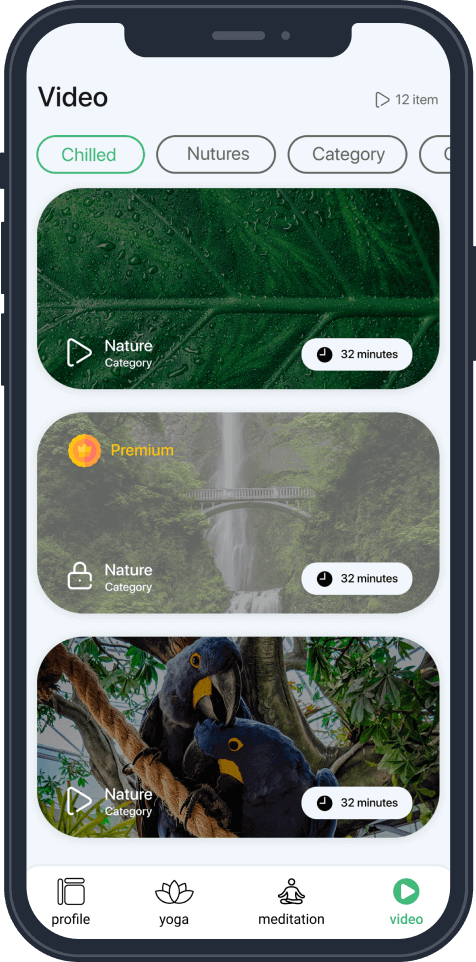 Video
12 item
Chilled
Nutures
Category
Nature
Category
32 minutes
Premium
Nature
Category
32 minutes
Nature
Category
32 minutes
profile
yoga
meditation
video